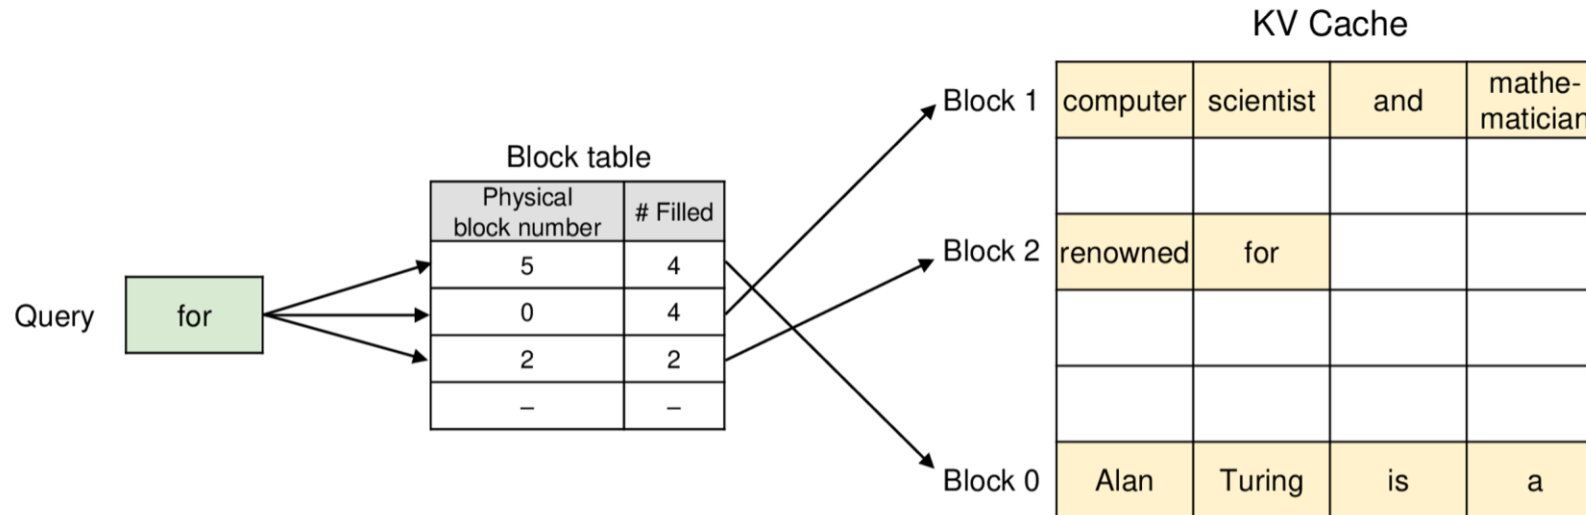 KV Cache
Block 1 computer scientist and mathe-
matician
Block table
Physical
block number # Filled
5 4
0 4
2 2
– –
Query for
Block 2 renowned for
Block 0 Alan Turing is a